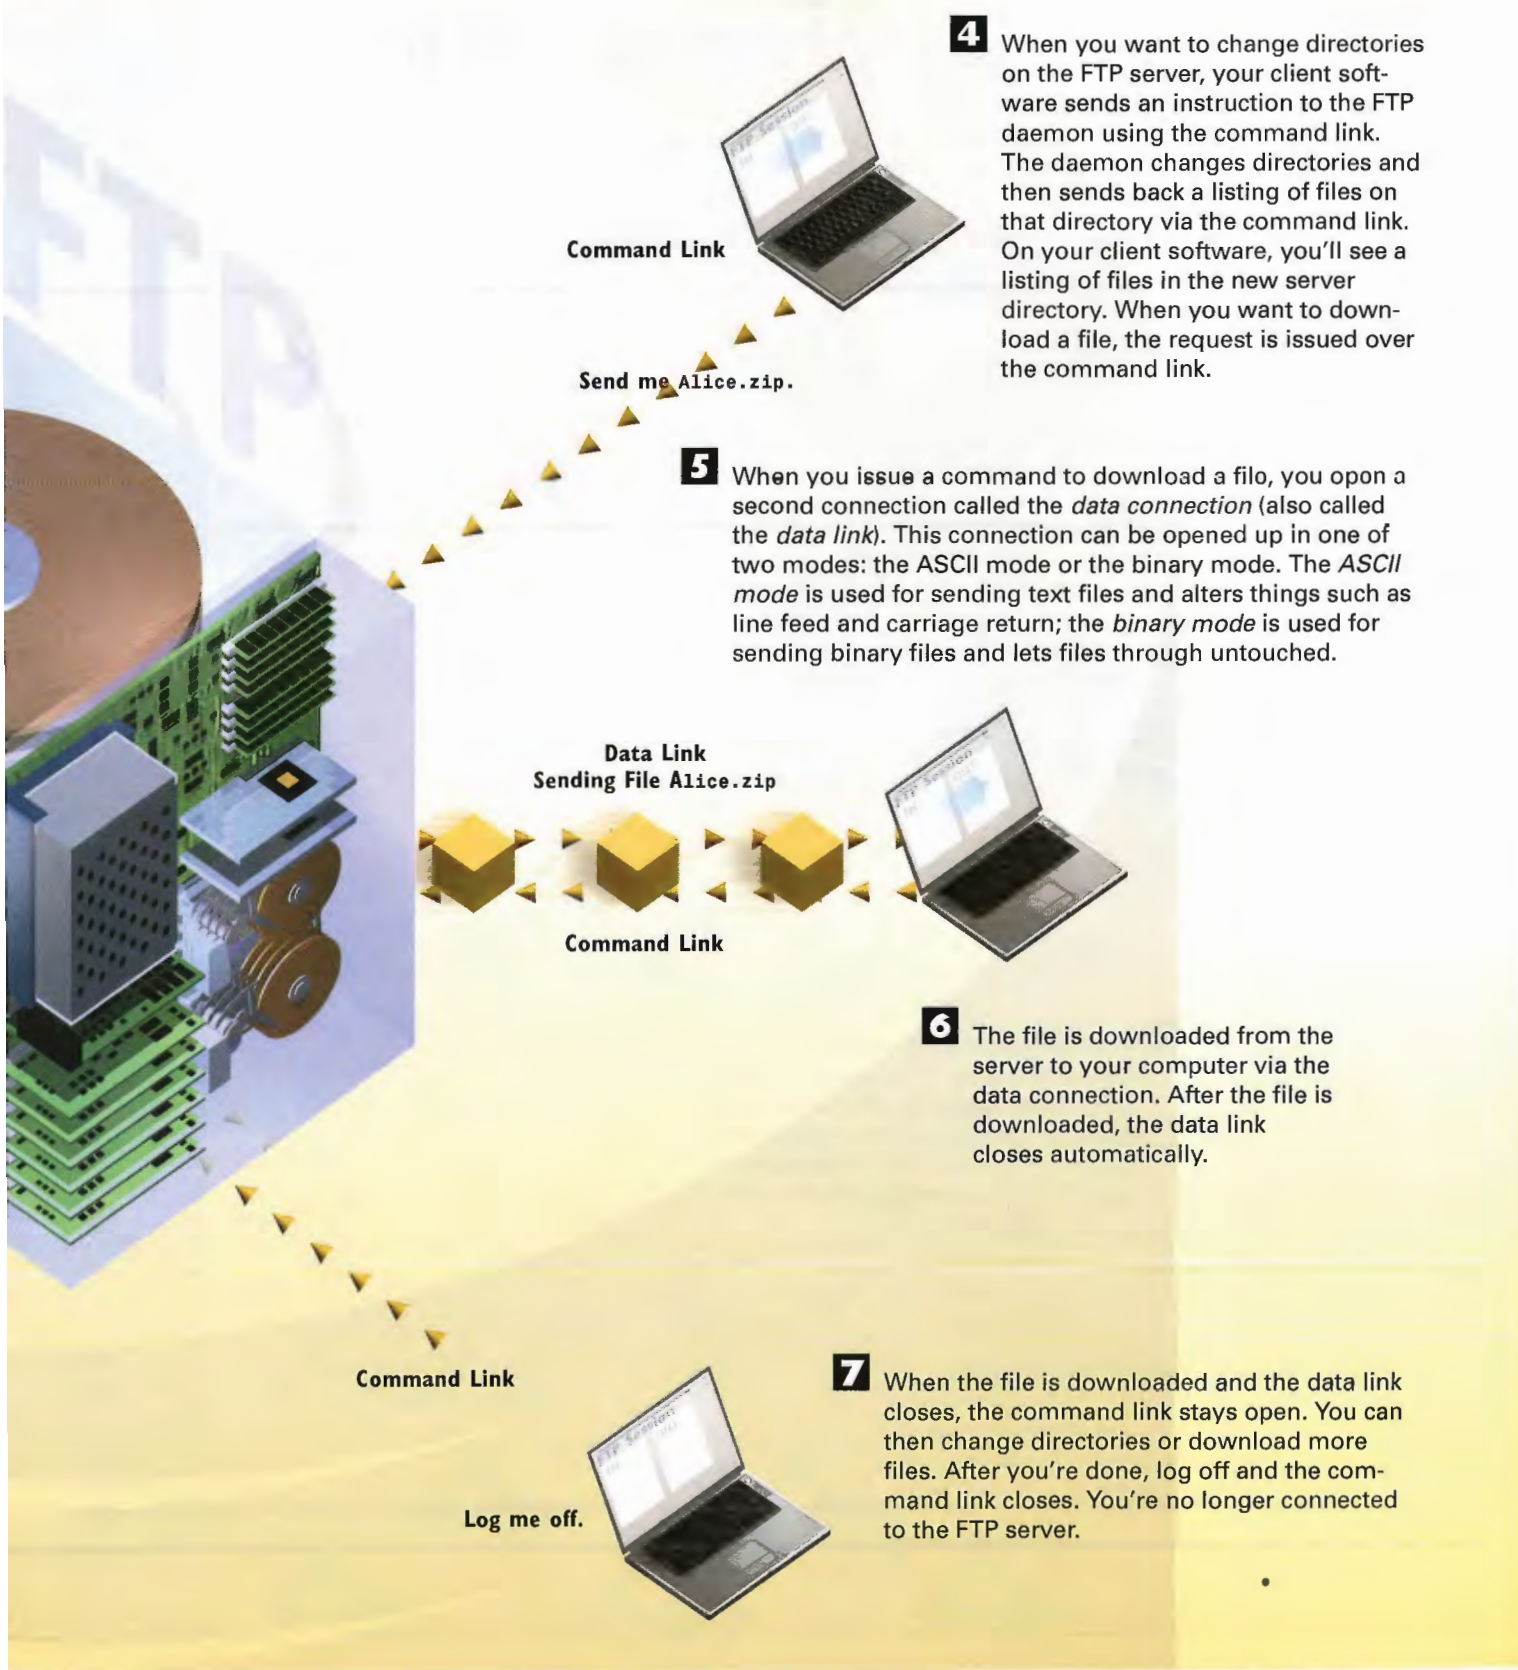 FTP
4 When you want to change directories
on the FTP server, your client soft-
ware sends an instruction to the FTP
daemon using the command link.
The daemon changes directories and
then sends back a listing of files on
that directory via the command link.
On your client software, you'll see a
listing of files in the new server
directory. When you want to down-
load a file, the request is issued over
the command link.
FTP Session
Command Link
Send me Alice.zip.
5 When you issue a command to download a filo, you opon a
second connection called the data connection (also called
the data link). This connection can be opened up in one of
two modes: the ASCII mode or the binary mode. The ASCII
mode is used for sending text files and alters things such as
line feed and carriage return; the binary mode is used for
sending binary files and lets files through untouched.
Data Link
Sending File Alice.zip
FTP Session
Command Link
6 The file is downloaded from the
server to your computer via the
data connection. After the file is
downloaded, the data link
closes automatically.
Command Link
7 When the file is downloaded and the data link
closes, the command link stays open. You can
then change directories or download more
files. After you're done, log off and the com-
mand link closes. You're no longer connected
to the FTP server.
FTP Session
Log me off.